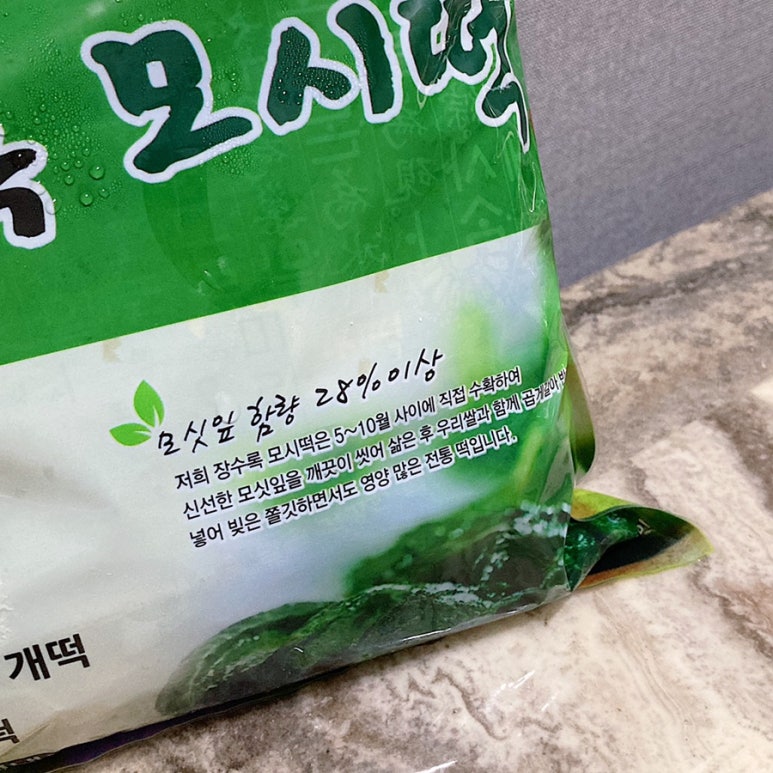 모시떡
모싯잎 함량 28%이상
저희 장수록 모시떡은 5~10월 사이에 직접 수확하여
신선한 모싯잎을 깨끗이 씻어 삶은 후 우리쌀과 함께 곱게갈아
넣어 빚은 쫄깃하면서도 영양 많은 전통 떡입니다.
개떡